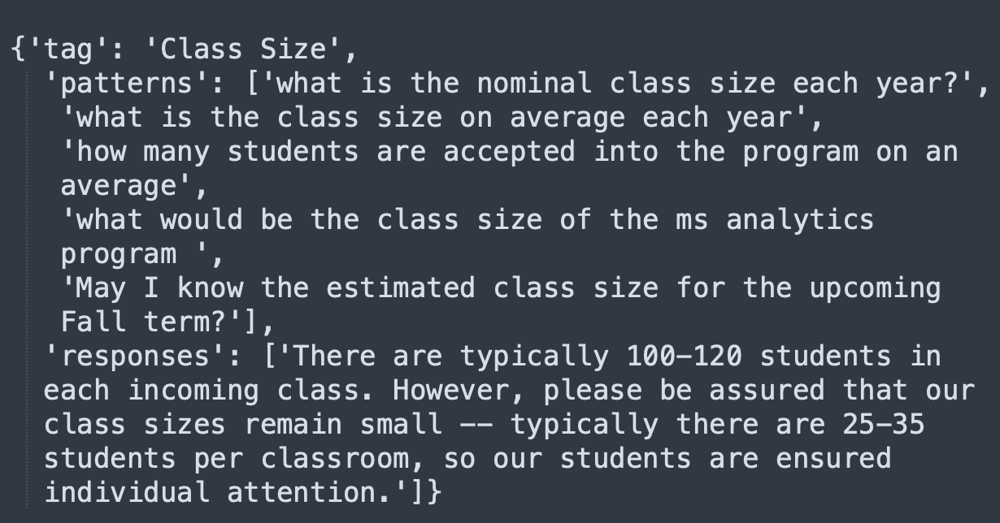 {'tag': 'Class Size',
'patterns': ['what is the nominal class size each year?',
'what is the class size on average each year',
'how many students are accepted into the program on an
average',
'what would be the class size of the ms analytics
program ',
'May I know the estimated class size for the upcoming
Fall term?'],
'responses': ['There are typically 100–120 students in
each incoming class. However, please be assured that our
class sizes remain small –– typically there are 25–35
students per classroom, so our students are ensured
individual attention.']}